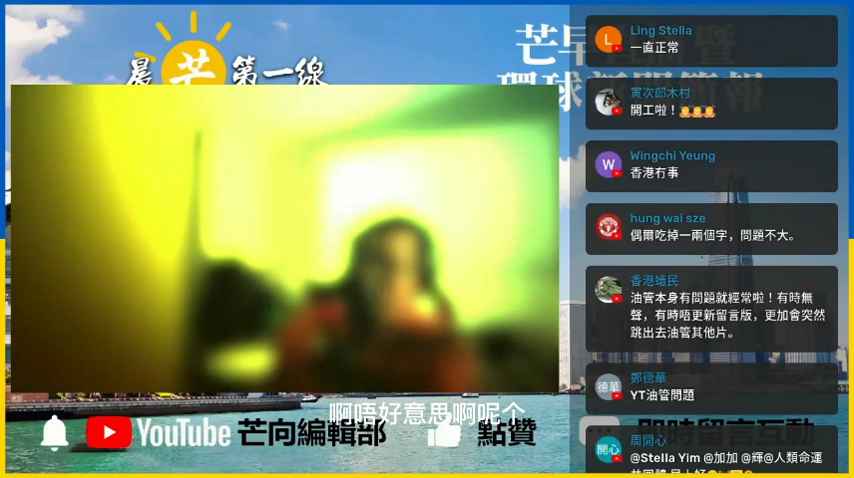 晨芒第一線
Ling Stella
一直正常
寅次郎木村
開工啦！
Wingchi Yeung
香港冇事
hung wai sze
偶爾吃掉一兩個字，問題不大。
香港蟻民
油管本身有問題就經常啦！有時無
聲，有時唔更新留言版，更加會突然
跳出去油管其他片。
鄭德華
YT油管問題
周開心
@Stella Yim @加加 @輝@人類命運
啊唔好意思啊呢个
YouTube 芒向編輯部
點贊
即時留言互動